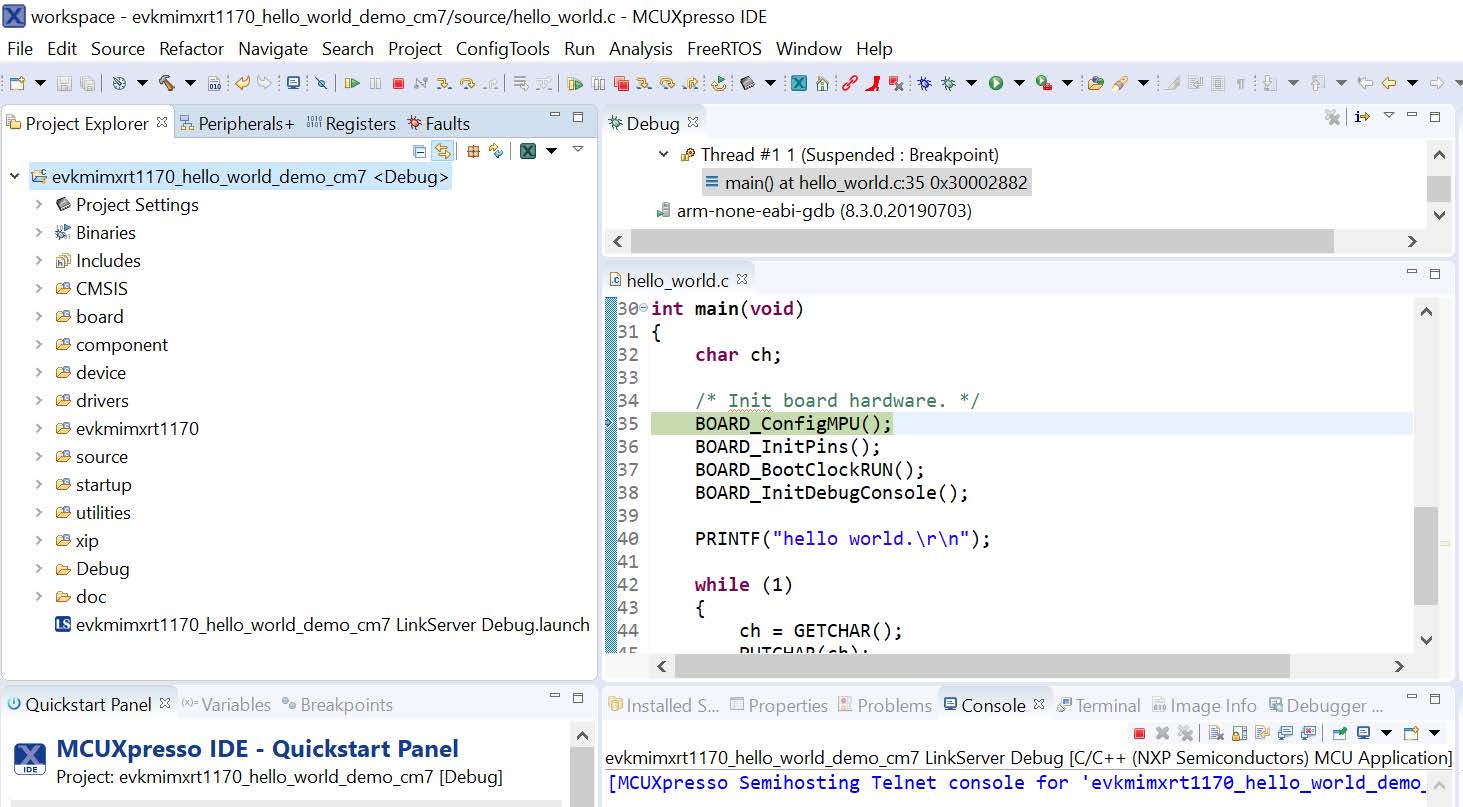 workspace - evkmimxrt1170_hello_world_demo_cm7/source/hello_world.c - MCUXpresso IDE
File Edit Source Refactor Navigate Search Project ConfigTools Run Analysis FreeRTOS Window Help
Project Explorer Peripherals+ Registers Faults
evkmimxrt1170_hello_world_demo_cm7 <Debug>
Project Settings
Binaries
Includes
CMSIS
board
component
device
drivers
evkmimxrt1170
source
startup
utilities
xip
Debug
doc
evkmimxrt1170_hello_world_demo_cm7 LinkServer Debug.launch
Debug
Thread #1 1 (Suspended : Breakpoint)
main() at hello_world.c:35 0x30002882
arm-none-eabi-gdb (8.3.0.20190703)
hello_world.c
30 int main(void)
31 {
32 char ch;
33
34 /* Init board hardware. */
35 BOARD_ConfigMPU();
36 BOARD_InitPins();
37 BOARD_BootClockRUN();
38 BOARD_InitDebugConsole();
39
40 PRINTF("hello world.\r\n");
41
42 while (1)
43 {
44 ch = GETCHAR();
45 PUTCHAR(ch);
Quickstart Panel Variables Breakpoints
MCUXpresso IDE - Quickstart Panel
Project: evkmimxrt1170_hello_world_demo_cm7 [Debug]
Installed S... Properties Problems Console Terminal Image Info Debugger ...
evkmimxrt1170_hello_world_demo_cm7 LinkServer Debug [C/C++ (NXP Semiconductors) MCU Application]
[MCUXpresso Semihosting Telnet console for 'evkmimxrt1170_hello_world_demo_